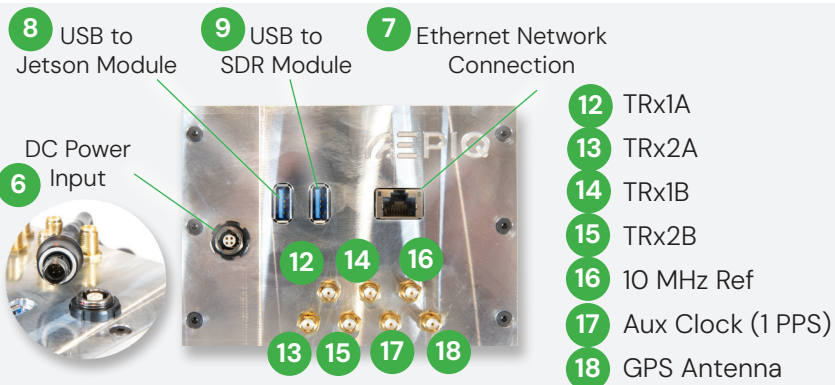 8 USB to
Jetson Module
9 USB to
SDR Module
7 Ethernet Network
Connection
DC Power
6 Input
EPIQ
12 14 16
13 15 17 18
12 TRx1A
13 TRx2A
14 TRx1B
15 TRx2B
16 10 MHz Ref
17 Aux Clock (1 PPS)
18 GPS Antenna